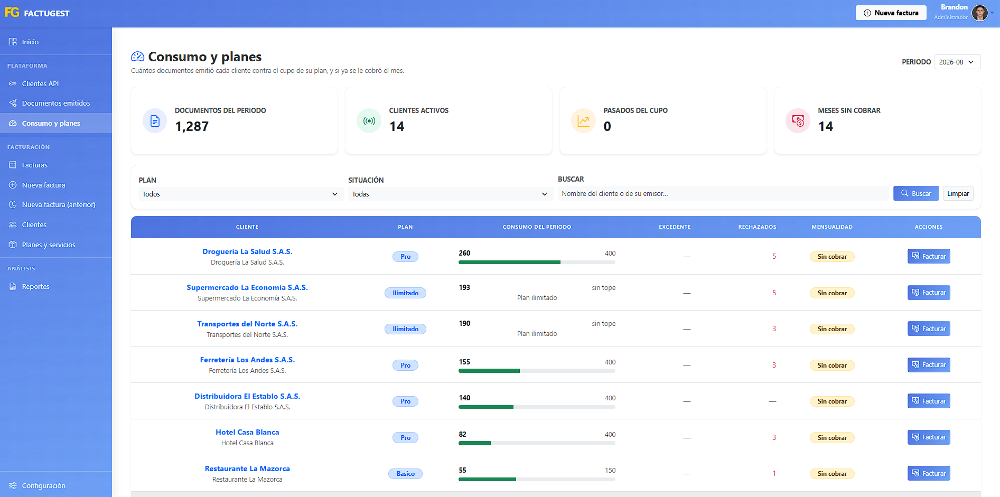 FG FACTUGEST
Nueva factura
Brandon
Administrador
Inicio
PLATAFORMA
Clientes API
Documentos emitidos
Consumo y planes
FACTURACIÓN
Facturas
Nueva factura
Nueva factura (anterior)
Clientes
Planes y servicios
ANÁLISIS
Reportes
Configuración
Consumo y planes
Cuántos documentos emitió cada cliente contra el cupo de su plan, y si ya se le cobró el mes.
PERIODO 2026-08
DOCUMENTOS DEL PERIODO
1,287
CLIENTES ACTIVOS
14
PASADOS DEL CUPO
0
MESES SIN COBRAR
14
PLAN
Todos
SITUACIÓN
Todas
BUSCAR
Nombre del cliente o de su emisor...
Buscar
Limpiar
CLIENTE PLAN CONSUMO DEL PERIODO EXCEDENTE RECHAZADOS MENSUALIDAD ACCIONES
Droguería La Salud S.A.S.
Droguería La Salud S.A.S.
Pro
260 400
— 5 Sin cobrar Facturar
Supermercado La Economía S.A.S.
Supermercado La Economía S.A.S.
Ilimitado
193 sin tope
Plan ilimitado
— 5 Sin cobrar Facturar
Transportes del Norte S.A.S.
Transportes del Norte S.A.S.
Ilimitado
190 sin tope
Plan ilimitado
— 3 Sin cobrar Facturar
Ferretería Los Andes S.A.S.
Ferretería Los Andes S.A.S.
Pro
155 400
— 3 Sin cobrar Facturar
Distribuidora El Establo S.A.S.
Distribuidora El Establo S.A.S.
Pro
140 400
— — Sin cobrar Facturar
Hotel Casa Blanca
Hotel Casa Blanca
Pro
82 400
— 3 Sin cobrar Facturar
Restaurante La Mazorca
Restaurante La Mazorca
Basico
55 150
— 1 Sin cobrar Facturar